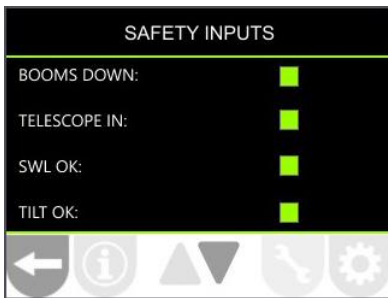 SAFETY INPUTS
BOOMS DOWN:
TELESCOPE IN:
SWL OK:
TILT OK: